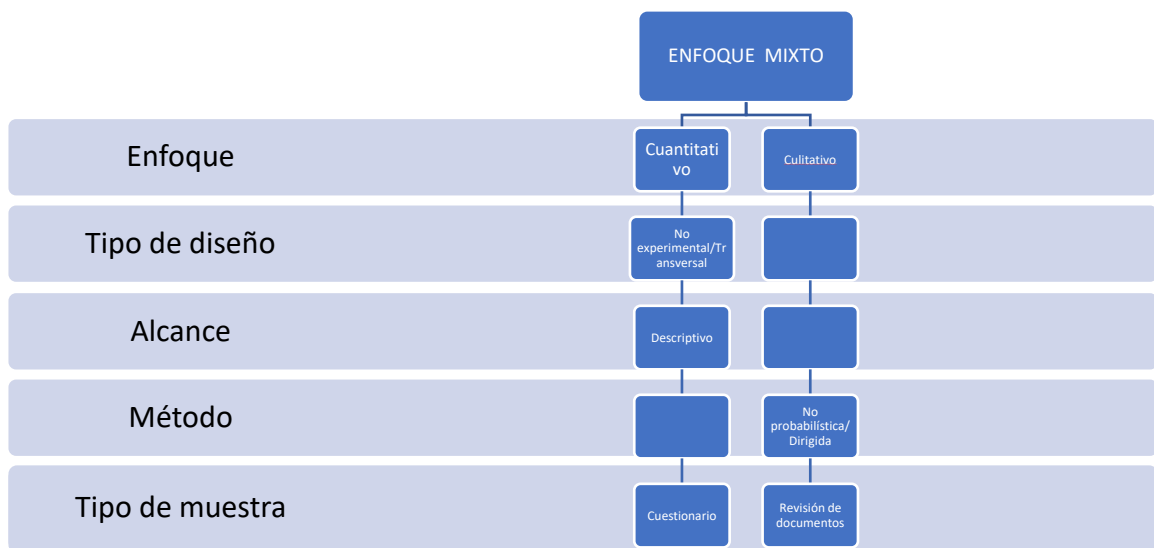 ENFOQUE MIXTO
Enfoque
Cuantitati
vo
Culitativo
Tipo de diseño
No
experimental/Tr
ansversal
Alcance
Descriptivo
Método
No
probabilística/
Dirigida
Tipo de muestra
Cuestionario
Revisión de
documentos